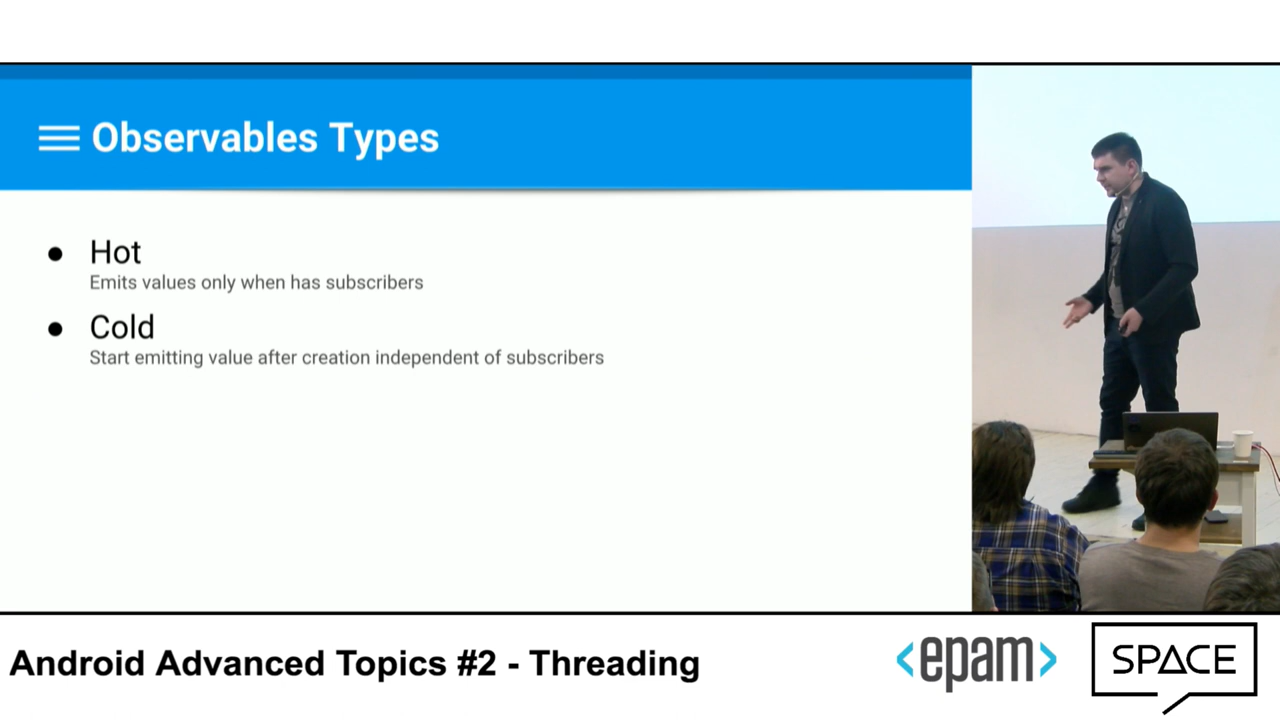 Observables Types
● Hot
Emits values only when has subscribers
● Cold
Start emitting value after creation independent of subscribers
Android Advanced Topics #2 - Threading
<epam>
SPACE